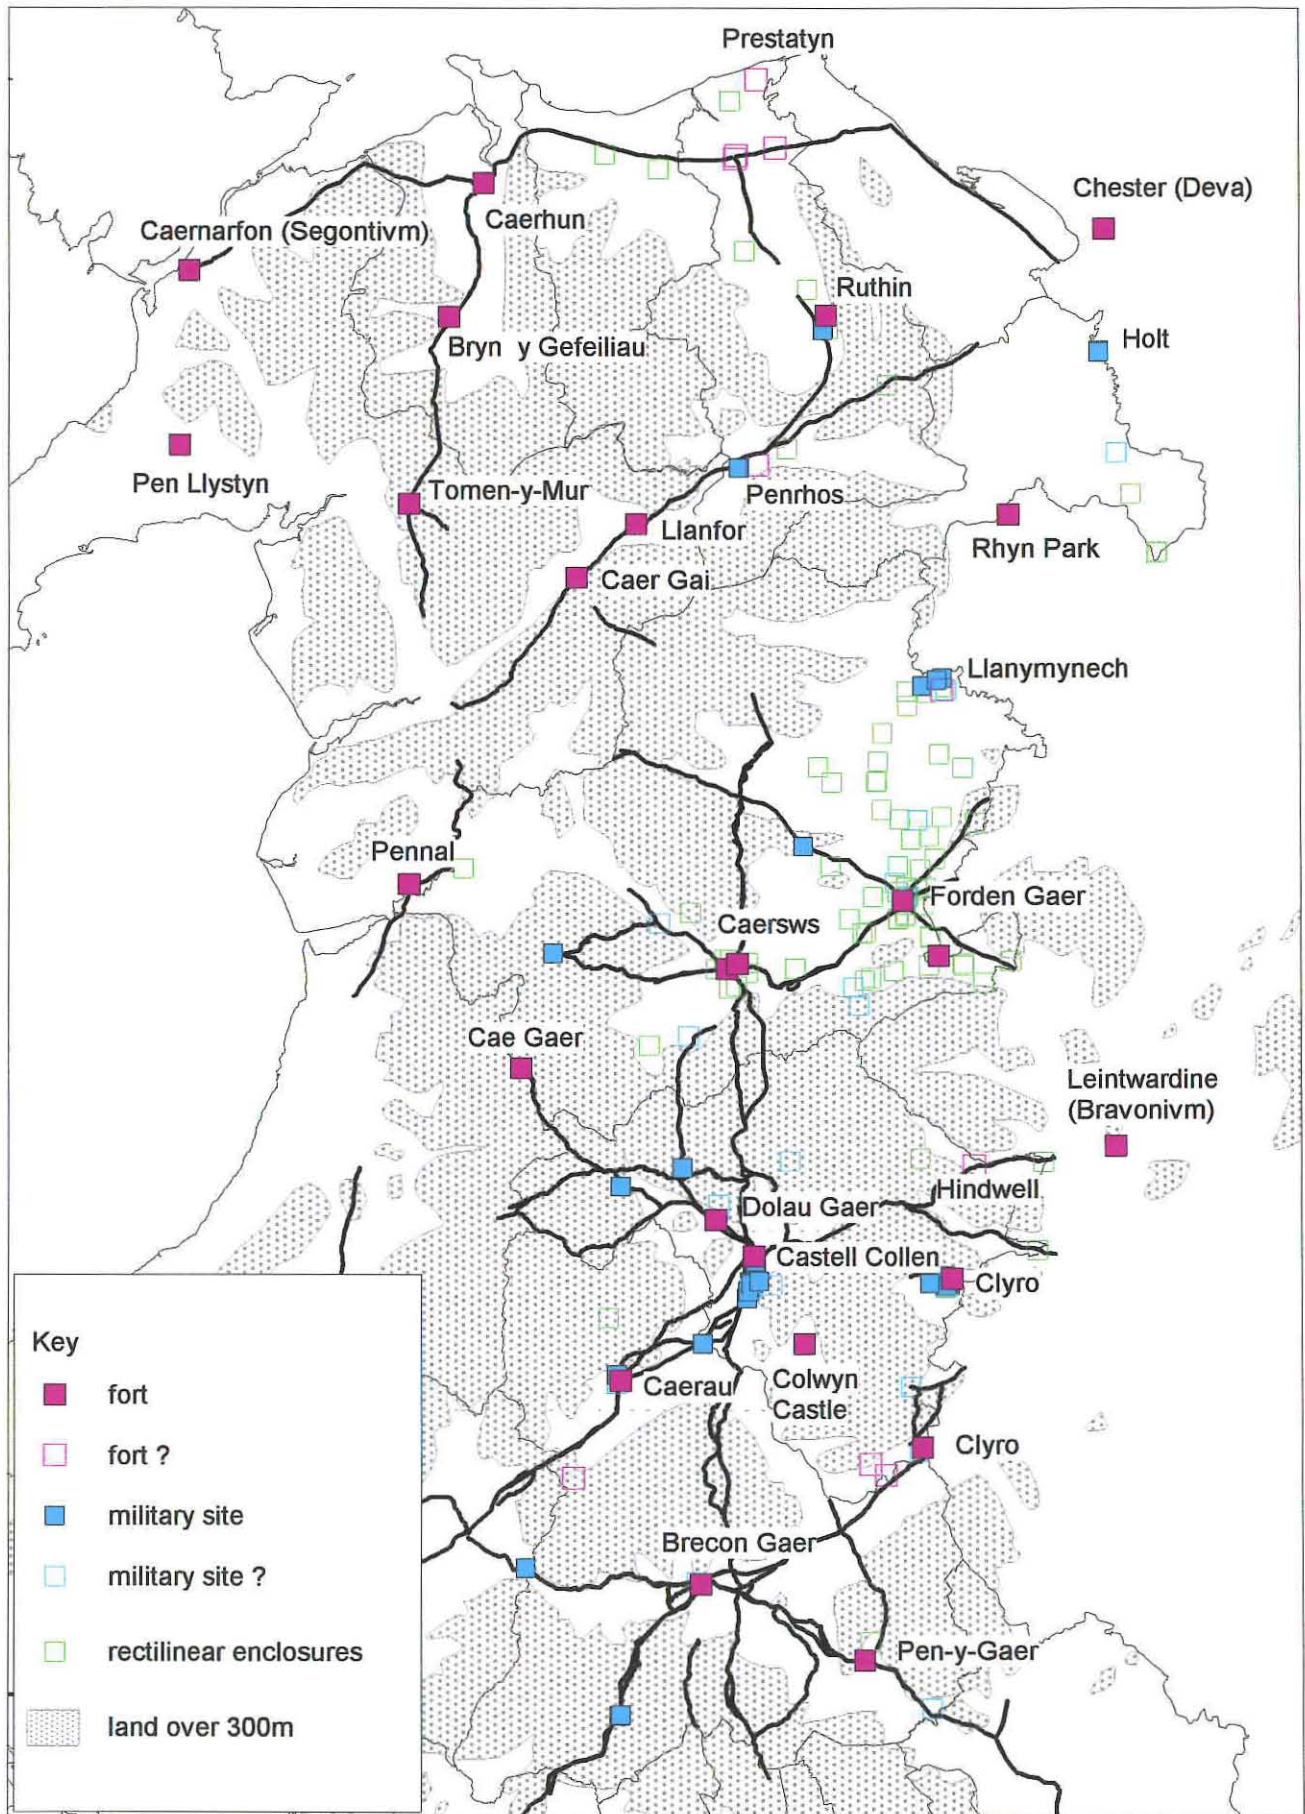 Prestatyn
Chester (Deva)
Caernarfon (Segontivm)
Caerhun
Ruthin
Holt
Bryn y Gefeiliau
Pen Llystyn
Tomen-y-Mur
Penrhos
Llanfor
Rhyn Park
Caer Gai
Llanymynech
Pennal
Forden Gaer
Caersws
Cae Gaer
Leintwardine
(Bravonivm)
Hindwell
Dolau Gaer
Castell Collen
Clyro
Caerau
Colwyn
Castle
Clyro
Brecon Gaer
Pen-y-Gaer
Key
fort
fort ?
military site
military site ?
rectilinear enclosures
land over 300m